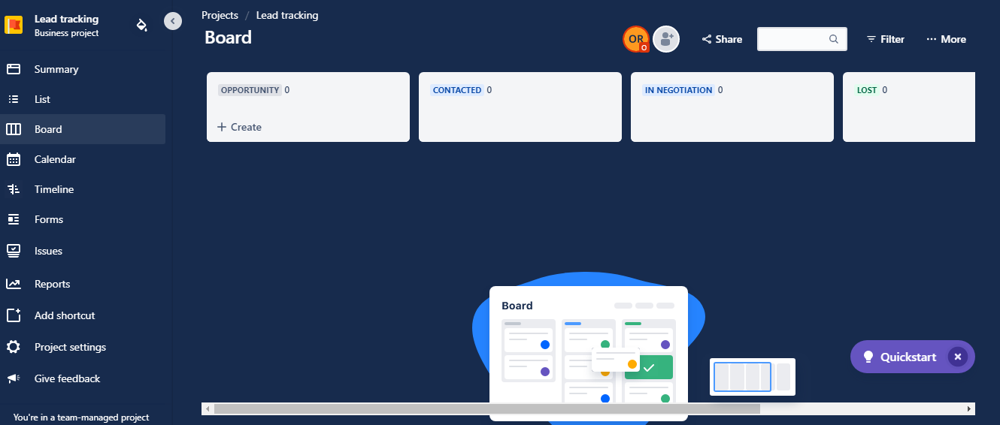 Lead tracking
Business project
Summary
List
Board
Calendar
Timeline
Forms
Issues
Reports
Add shortcut
Project settings
Give feedback
You're in a team-managed project
Projects / Lead tracking
Board
OR
O
Share
Filter
More
OPPORTUNITY 0
Create
CONTACTED 0
IN NEGOTIATION 0
LOST 0
Board
Quickstart